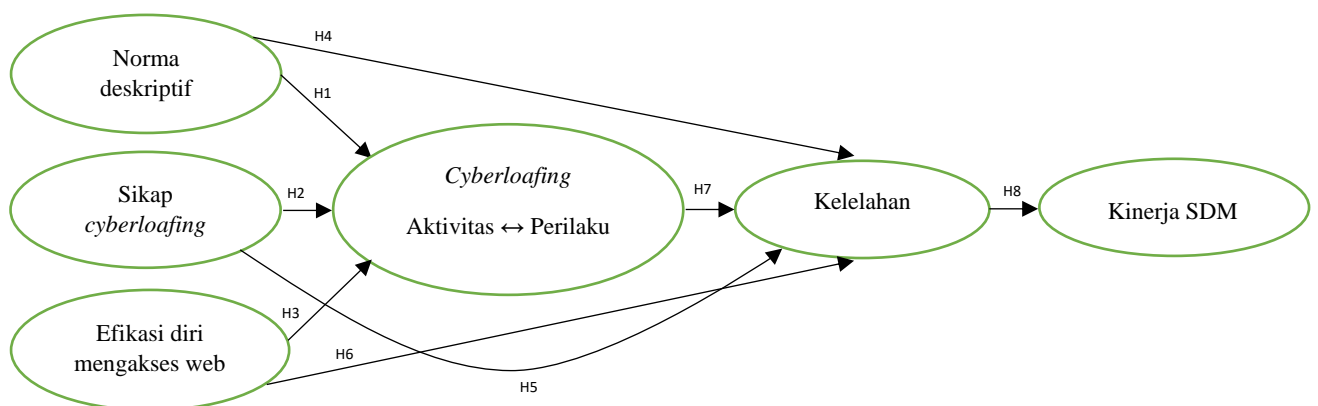 Norma
deskriptif
H4
H1
Sikap
cyberloafing
H2
Cyberloafing
Aktivitas ↔ Perilaku
H7
Kelelahan
H8
Kinerja SDM
Efikasi diri
mengakses web
H3
H6
H5